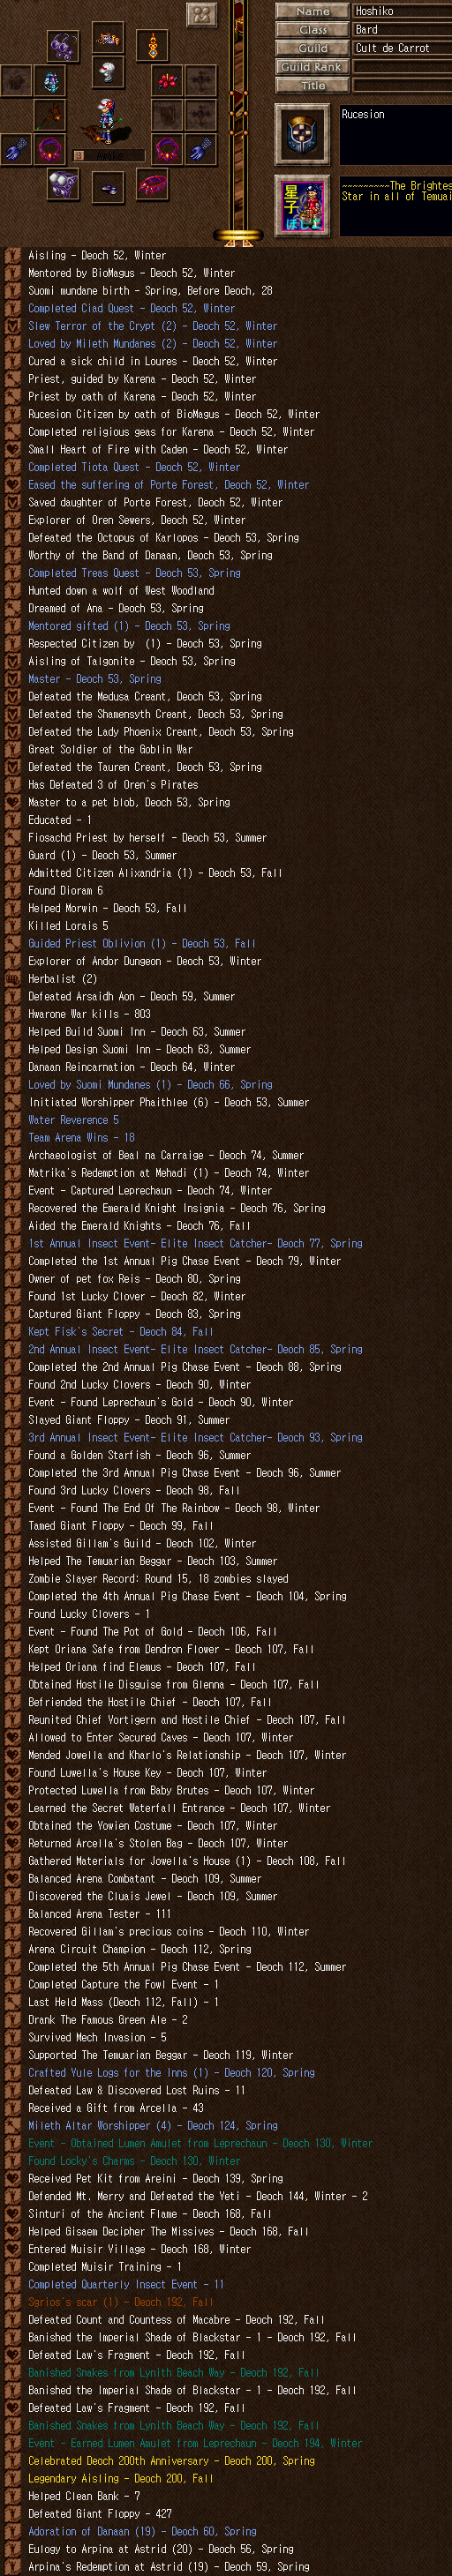 Name
Hoshiko
Class
Bard
Guild
Cult de Carrot
Guild Rank
Title
Rucesion
Awake
星子
ほしよ
~~~~~~~~~The Brightes
Star in all of Temuai
Aisling - Deoch 52, Winter
Mentored by BioMagus - Deoch 52, Winter
Suomi mundane birth - Spring, Before Deoch, 28
Completed Ciad Quest - Deoch 52, Winter
Slew Terror of the Crypt (2) - Deoch 52, Winter
Loved by Mileth Mundanes (2) - Deoch 52, Winter
Cured a sick child in Loures - Deoch 52, Winter
Priest, guided by Karena - Deoch 52, Winter
Priest by oath of Karena - Deoch 52, Winter
Rucesion Citizen by oath of BioMagus - Deoch 52, Winter
Completed religious geas for Karena - Deoch 52, Winter
Small Heart of Fire with Caden - Deoch 52, Winter
Completed Tiota Quest - Deoch 52, Winter
Eased the suffering of Porte Forest, Deoch 52, Winter
Saved daughter of Porte Forest, Deoch 52, Winter
Explorer of Oren Sewers, Deoch 52, Winter
Defeated the Octopus of Karlopos - Deoch 53, Spring
Worthy of the Band of Danaan, Deoch 53, Spring
Completed Treas Quest - Deoch 53, Spring
Hunted down a wolf of West Woodland
Dreamed of Ana - Deoch 53, Spring
Mentored gifted (1) - Deoch 53, Spring
Respected Citizen by  (1) - Deoch 53, Spring
Aisling of Talgonite - Deoch 53, Spring
Master - Deoch 53, Spring
Defeated the Medusa Creant, Deoch 53, Spring
Defeated the Shamensyth Creant, Deoch 53, Spring
Defeated the Lady Phoenix Creant, Deoch 53, Spring
Great Soldier of the Goblin War
Defeated the Tauren Creant, Deoch 53, Spring
Has Defeated 3 of Oren's Pirates
Master to a pet blob, Deoch 53, Spring
Educated - 1
Fiosachd Priest by herself - Deoch 53, Summer
Guard (1) - Deoch 53, Summer
Admitted Citizen Alixandria (1) - Deoch 53, Fall
Found Dioram 6
Helped Morwin - Deoch 53, Fall
Killed Lorais 5
Guided Priest Oblivion (1) - Deoch 53, Fall
Explorer of Andor Dungeon - Deoch 53, Winter
Herbalist (2)
Defeated Arsaidh Aon - Deoch 59, Summer
Hwarone War kills - 803
Helped Build Suomi Inn - Deoch 63, Summer
Helped Design Suomi Inn - Deoch 63, Summer
Danaan Reincarnation - Deoch 64, Winter
Loved by Suomi Mundanes (1) - Deoch 66, Spring
Initiated Worshipper Phaithlee (6) - Deoch 53, Summer
Water Reverence 5
Team Arena Wins - 18
Archaeologist of Beal na Carraige - Deoch 74, Summer
Matrika's Redemption at Mehadi (1) - Deoch 74, Winter
Event - Captured Leprechaun - Deoch 74, Winter
Recovered the Emerald Knight Insignia - Deoch 76, Spring
Aided the Emerald Knights - Deoch 76, Fall
1st Annual Insect Event- Elite Insect Catcher- Deoch 77, Spring
Completed the 1st Annual Pig Chase Event - Deoch 79, Winter
Owner of pet fox Reis - Deoch 80, Spring
Found 1st Lucky Clover - Deoch 82, Winter
Captured Giant Floppy - Deoch 83, Spring
Kept Fisk's Secret - Deoch 84, Fall
2nd Annual Insect Event- Elite Insect Catcher- Deoch 85, Spring
Completed the 2nd Annual Pig Chase Event - Deoch 88, Spring
Found 2nd Lucky Clovers - Deoch 90, Winter
Event - Found Leprechaun's Gold - Deoch 90, Winter
Slayed Giant Floppy - Deoch 91, Summer
3rd Annual Insect Event- Elite Insect Catcher- Deoch 93, Spring
Found a Golden Starfish - Deoch 96, Summer
Completed the 3rd Annual Pig Chase Event - Deoch 96, Summer
Found 3rd Lucky Clovers - Deoch 98, Fall
Event - Found The End Of The Rainbow - Deoch 98, Winter
Tamed Giant Floppy - Deoch 99, Fall
Assisted Gillam's Guild - Deoch 102, Winter
Helped The Temuarian Beggar - Deoch 103, Summer
Zombie Slayer Record: Round 15, 18 zombies slayed
Completed the 4th Annual Pig Chase Event - Deoch 104, Spring
Found Lucky Clovers - 1
Event - Found The Pot of Gold - Deoch 106, Fall
Kept Oriana Safe from Dendron Flower - Deoch 107, Fall
Helped Oriana find Elemus - Deoch 107, Fall
Obtained Hostile Disguise from Glenna - Deoch 107, Fall
Befriended the Hostile Chief - Deoch 107, Fall
Reunited Chief Vortigern and Hostile Chief - Deoch 107, Fall
Allowed to Enter Secured Caves - Deoch 107, Winter
Mended Jowella and Kharlo's Relationship - Deoch 107, Winter
Found Luwella's House Key - Deoch 107, Winter
Protected Luwella from Baby Brutes - Deoch 107, Winter
Learned the Secret Waterfall Entrance - Deoch 107, Winter
Obtained the Yowien Costume - Deoch 107, Winter
Returned Arcella's Stolen Bag - Deoch 107, Winter
Gathered Materials for Jowella's House (1) - Deoch 108, Fall
Balanced Arena Combatant - Deoch 109, Summer
Discovered the Cluais Jewel - Deoch 109, Summer
Balanced Arena Tester - 111
Recovered Gillam's precious coins - Deoch 110, Winter
Arena Circuit Champion - Deoch 112, Spring
Completed the 5th Annual Pig Chase Event - Deoch 112, Summer
Completed Capture the Fowl Event - 1
Last Held Mass (Deoch 112, Fall) - 1
Drank The Famous Green Ale - 2
Survived Mech Invasion - 5
Supported The Temuarian Beggar - Deoch 119, Winter
Crafted Yule Logs for the Inns (1) - Deoch 120, Spring
Defeated Law & Discovered Lost Ruins - 11
Received a Gift from Arcella - 43
Mileth Altar Worshipper (4) - Deoch 124, Spring
Event - Obtained Lumen Amulet from Leprechaun - Deoch 130, Winter
Found Locky's Charms - Deoch 130, Winter
Received Pet Kit from Areini - Deoch 139, Spring
Defended Mt. Merry and Defeated the Yeti - Deoch 144, Winter - 2
Sinturi of the Ancient Flame - Deoch 168, Fall
Helped Gisaem Decipher The Missives - Deoch 168, Fall
Entered Muisir Village - Deoch 168, Winter
Completed Muisir Training - 1
Completed Quarterly Insect Event - 11
Sgrios's scar (1) - Deoch 192, Fall
Defeated Count and Countess of Macabre - Deoch 192, Fall
Banished the Imperial Shade of Blackstar - 1 - Deoch 192, Fall
Defeated Law's Fragment - Deoch 192, Fall
Banished Snakes from Lynith Beach Way - Deoch 192, Fall
Banished the Imperial Shade of Blackstar - 1 - Deoch 192, Fall
Defeated Law's Fragment - Deoch 192, Fall
Banished Snakes from Lynith Beach Way - Deoch 192, Fall
Event - Earned Lumen Amulet from Leprechaun - Deoch 194, Winter
Celebrated Deoch 200th Anniversary - Deoch 200, Spring
Legendary Aisling - Deoch 200, Fall
Helped Clean Bank - 7
Defeated Giant Floppy - 427
Adoration of Danaan (19) - Deoch 60, Spring
Eulogy to Arpina at Astrid (20) - Deoch 56, Spring
Arpina's Redemption at Astrid (19) - Deoch 59, Spring